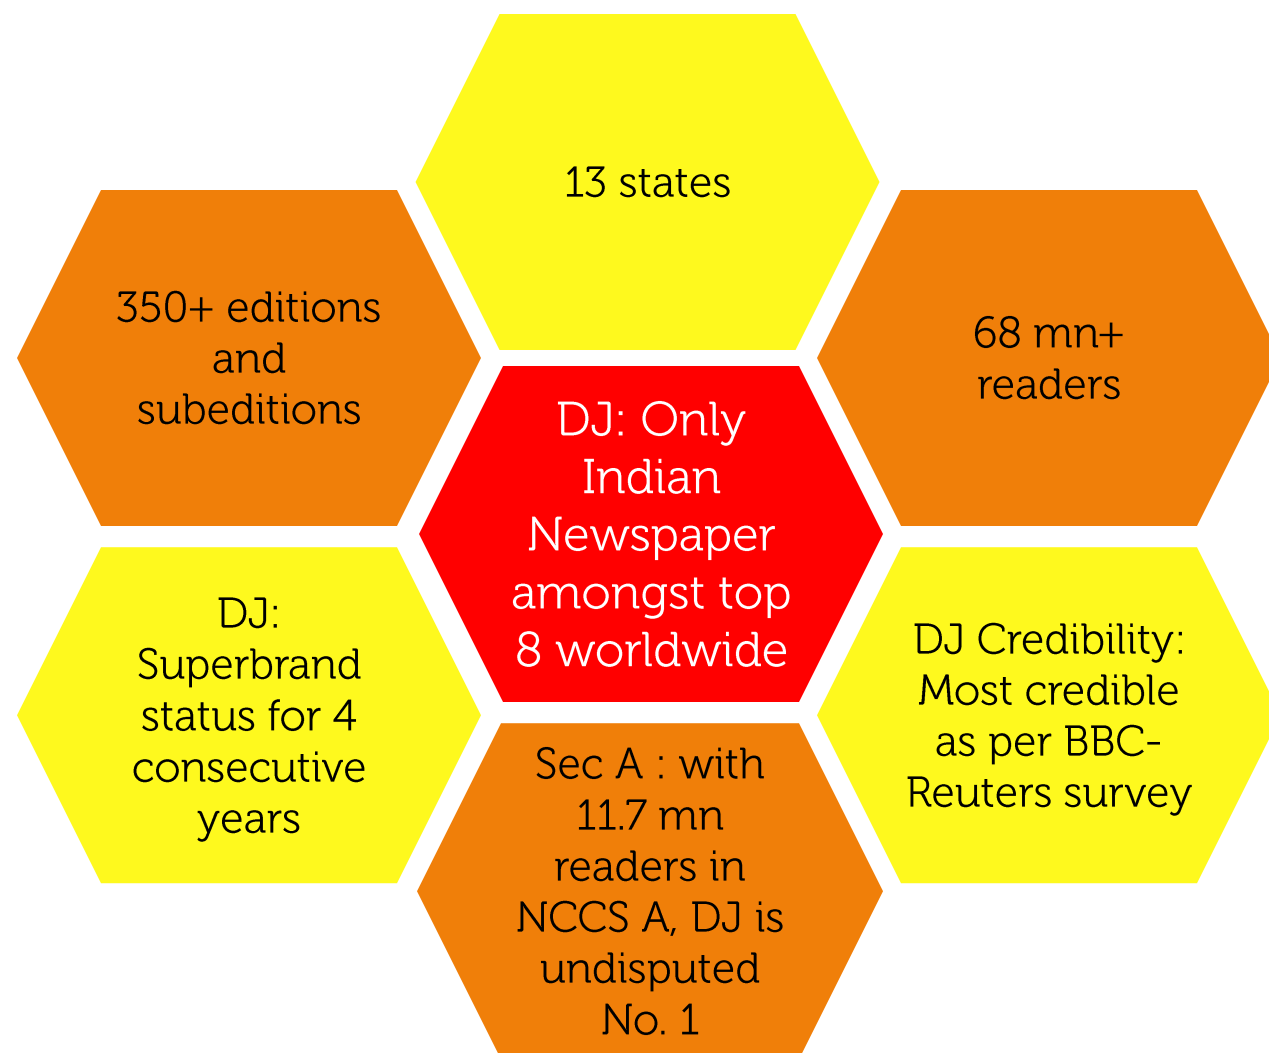 13 states
350+ editions
and
subeditions
68 mn+
readers
DJ: Only
Indian
Newspaper
amongst top
8 worldwide
DJ:
Superbrand
status for 4
consecutive
years
DJ Credibility:
Most credible
as per BBC-
Reuters survey
Sec A : with
11.7 mn
readers in
NCCS A, DJ is
undisputed
No. 1